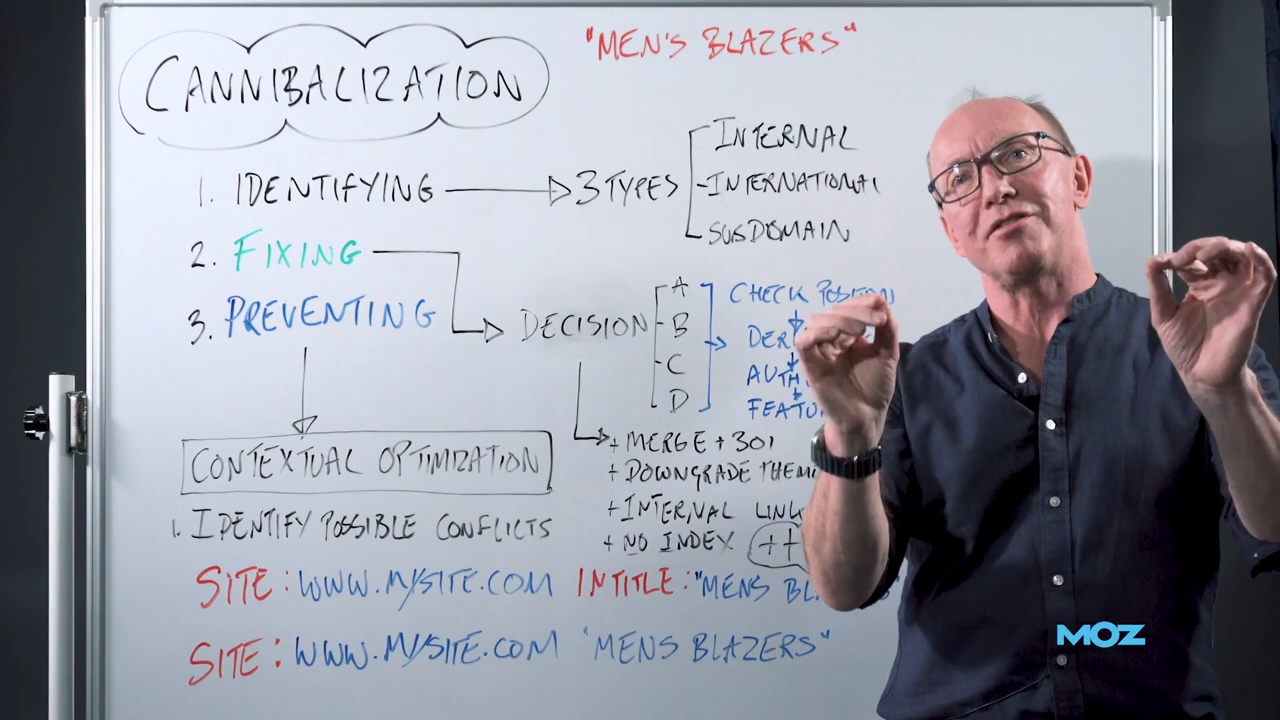 "MEN'S BLAZERS"
CANNIBALIZATION
1. IDENTIFYING
3 TYPES
INTERNAL
INTERNATIONAL
SUBDOMAIN
2. FIXING
3. PREVENTING
DECISION
A
B
C
D
CHECK POSITION
+ MERGE + 301
+ DOWNGRADE
+ INTERNAL
+ NO INDEX ++
CONTEXTUAL OPTIMIZATION
1. IDENTIFY POSSIBLE CONFLICTS
SITE: WWW.MYSITE.COM INTITLE: "MENS
SITE: WWW.MYSITE.COM "MENS BLAZERS"
MOZ